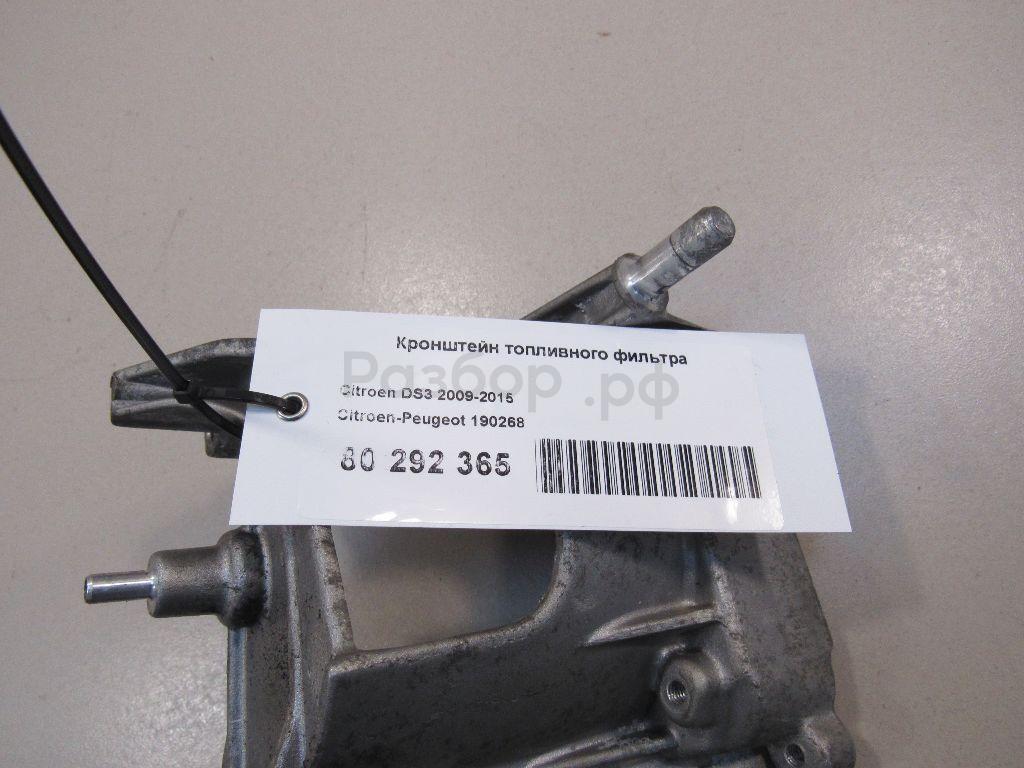 Кронштейн топливного фильтра
Разбор.рф
Citroen DS3 2009-2015
Citroen-Peugeot 190268
80 292 365